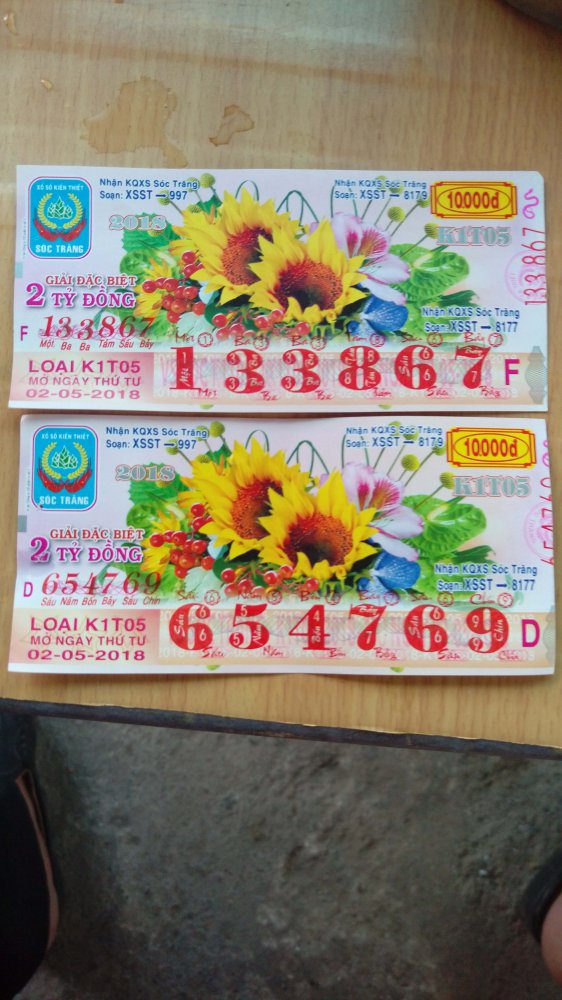 XỔ SỐ KIẾN THIẾT
SÓC TRĂNG
Nhận KQXS Sóc Trăng
Soạn: XSST → 997
Nhận KQXS Sóc Trăng
Soạn: XSST → 8179
10.000đ
2018
K1T05
133867
GIẢI ĐẶC BIỆT
2 TỶ ĐỒNG
F 133867
Một Ba Ba Tám Sáu Bảy
Nhận KQXS Sóc Trăng
Soạn: XSST → 8177
LOẠI K1T05
MỞ NGÀY THỨ TƯ
02-05-2018
133867 F
XỔ SỐ KIẾN THIẾT
SÓC TRĂNG
Nhận KQXS Sóc Trăng
Soạn: XSST → 997
Nhận KQXS Sóc Trăng
Soạn: XSST → 8179
10.000đ
2018
K1T05
654769
GIẢI ĐẶC BIỆT
2 TỶ ĐỒNG
D 654769
Sáu Năm Bốn Bảy Sáu Chín
Nhận KQXS Sóc Trăng
Soạn: XSST → 8177
LOẠI K1T05
MỞ NGÀY THỨ TƯ
02-05-2018
654769 D